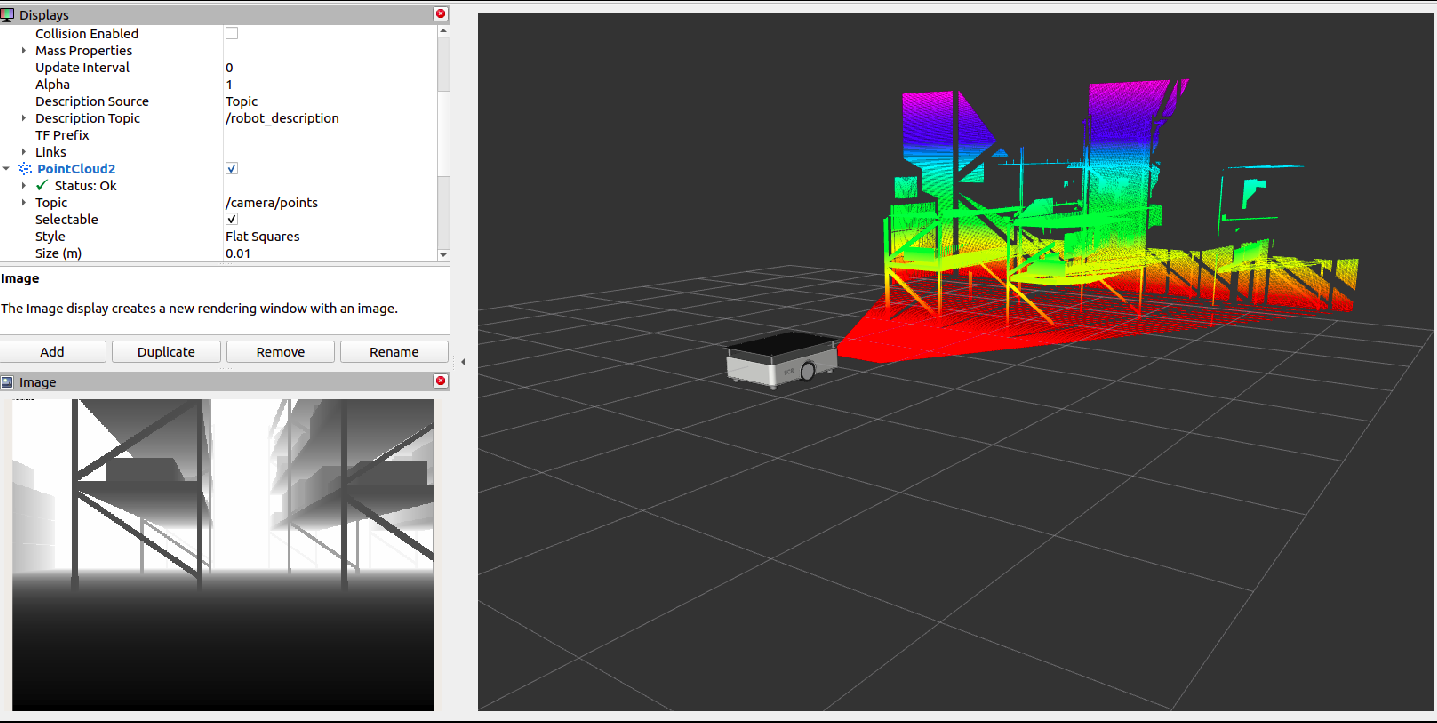 Displays
Collision Enabled
Mass Properties
Update Interval 0
Alpha 1
Description Source Topic
Description Topic /robot_description
TF Prefix
Links
PointCloud2
Status: Ok
Topic /camera/points
Selectable
Style Flat Squares
Size (m) 0.01
Image
The Image display creates a new rendering window with an image.
Add Duplicate Remove Rename
Image